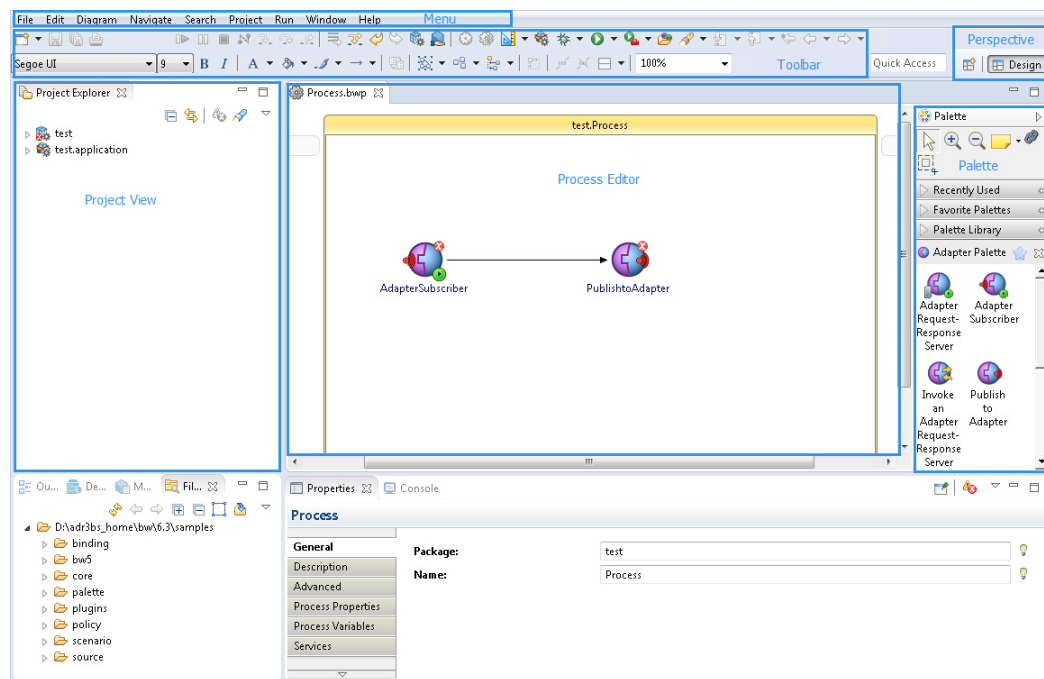 File Edit Diagram Navigate Search Project Run Window Help Menu
Perspective
Segoe UI 9 B I A 100% Toolbar Quick Access Design
Project Explorer
test
test.application
Project View
Process.bwp
test.Process
Process Editor
AdapterSubscriber
PublishtoAdapter
Palette
Palette
Recently Used
Favorite Palettes
Palette Library
Adapter Palette
Adapter
Request-
Response
Server
Adapter
Subscriber
Invoke
an
Adapter
Request-
Response
Server
Publish
to
Adapter
Ou... De... M... Fil...
D:\adr3bs_home\bw\6.3\samples
binding
bw5
core
palette
plugins
policy
scenario
source
Properties Console
Process
General
Description
Advanced
Process Properties
Process Variables
Services
Package: test
Name: Process